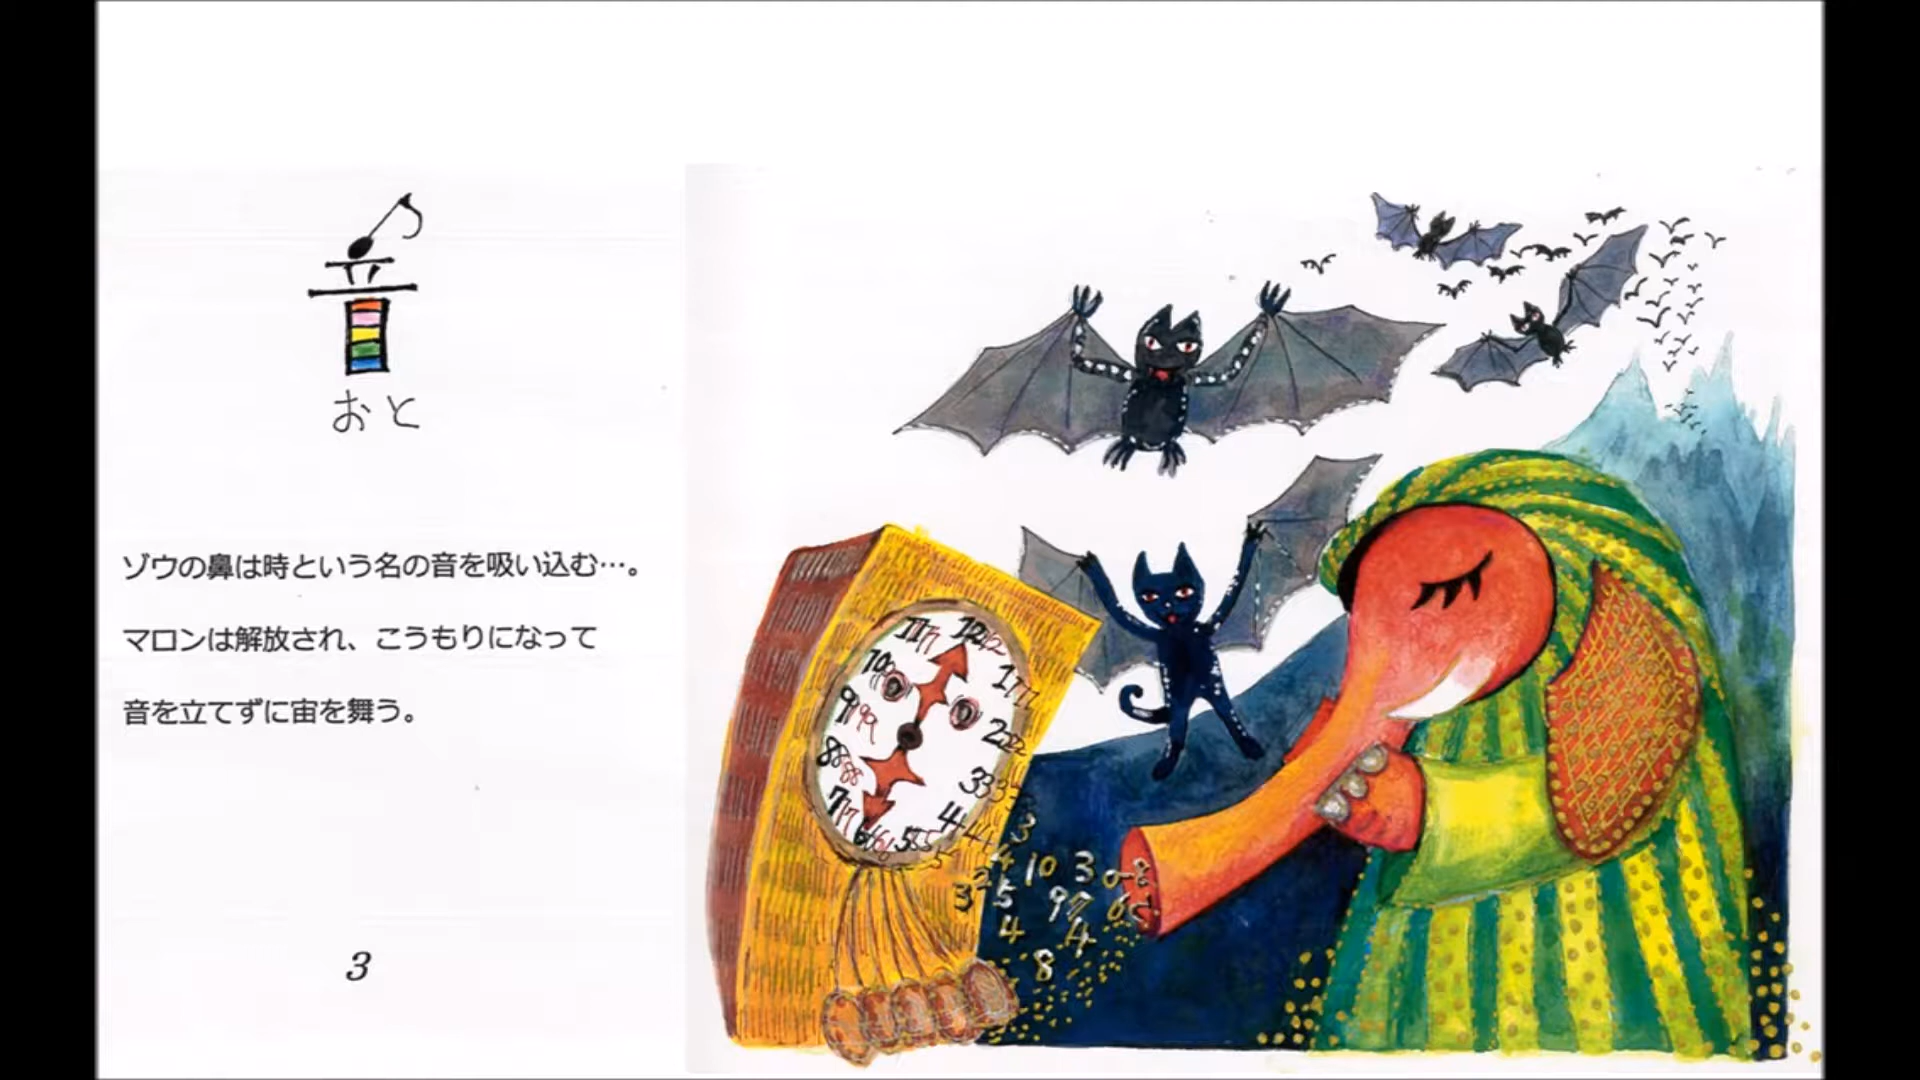 音
おと
ゾウの鼻は時という名の音を吸い込む…。
マロンは解放され、こうもりになって
音を立てずに宙を舞う。
3